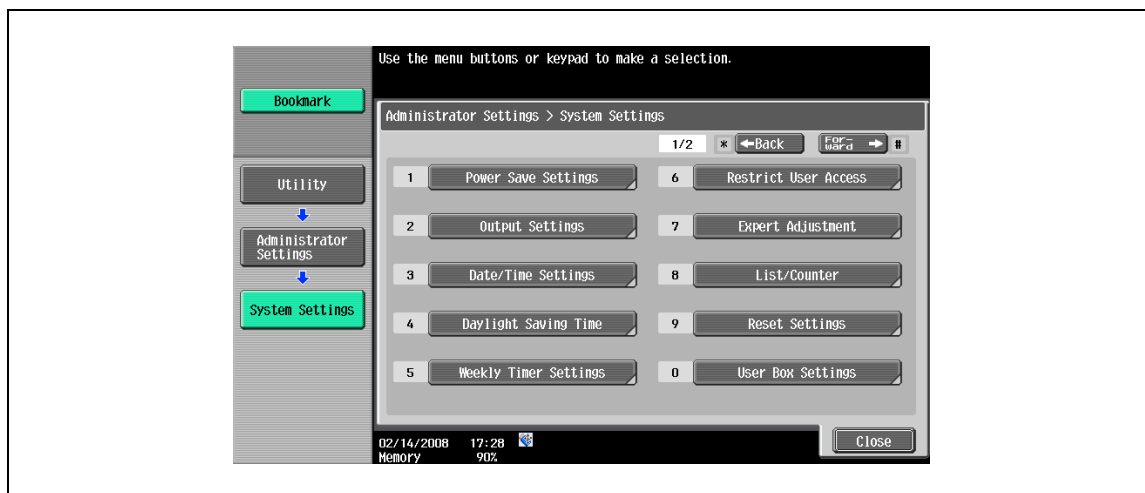 Use the menu buttons or keypad to make a selection.
Bookmark
Administrator Settings > System Settings
1/2 * ←Back For-ward → #
Utility
Administrator
Settings
System Settings
1 Power Save Settings
2 Output Settings
3 Date/Time Settings
4 Daylight Saving Time
5 Weekly Timer Settings
6 Restrict User Access
7 Expert Adjustment
8 List/Counter
9 Reset Settings
0 User Box Settings
02/14/2008 17:28
Memory 90%
Close